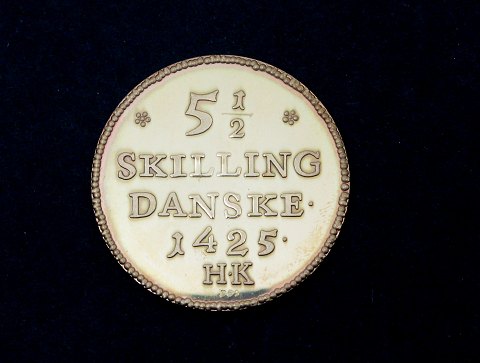 5 1/2
SKILLING
DANSKE·
1425·
H·K